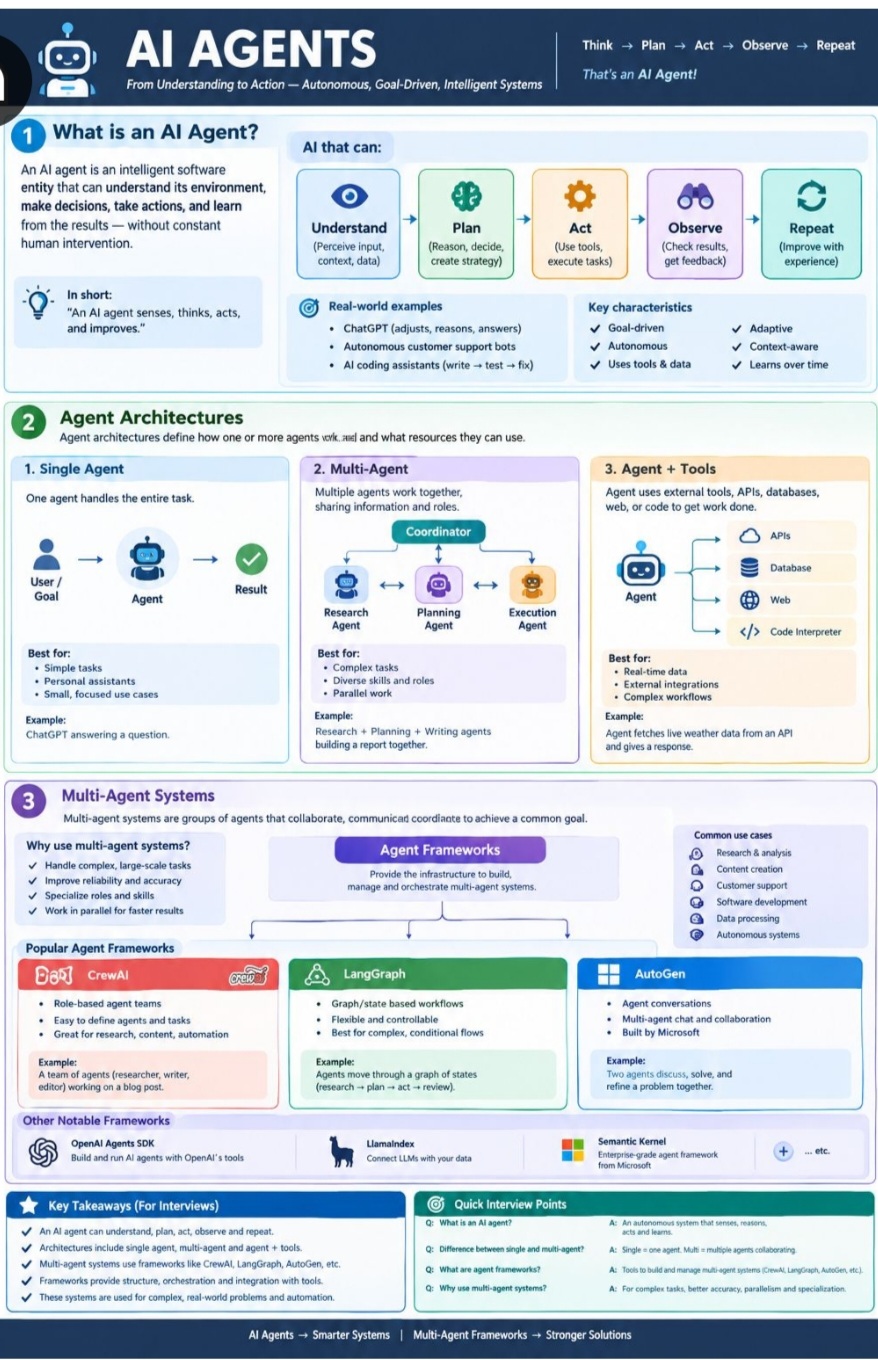 AI AGENTS
From Understanding to Action — Autonomous, Goal-Driven, Intelligent Systems
Think → Plan → Act → Observe → Repeat
That's an AI Agent!
1 What is an AI Agent?
An AI agent is an intelligent software
entity that can understand its environment,
make decisions, take actions, and learn
from the results — without constant
human intervention.
In short:
"An AI agent senses, thinks, acts,
and improves."
AI that can:
Understand
(Perceive input,
context, data)
Plan
(Reason, decide,
create strategy)
Act
(Use tools,
execute tasks)
Observe
(Check results,
get feedback)
Repeat
(Improve with
experience)
Real-world examples
• ChatGPT (adjusts, reasons, answers)
• Autonomous customer support bots
• AI coding assistants (write → test → fix)
Key characteristics
✓ Goal-driven
✓ Autonomous
✓ Uses tools & data
✓ Adaptive
✓ Context-aware
✓ Learns over time
2 Agent Architectures
Agent architectures define how one or more agents and what resources they can use.
1. Single Agent
One agent handles the entire task.
User /
Goal
Agent
Result
Best for:
• Simple tasks
• Personal assistants
• Small, focused use cases
Example:
ChatGPT answering a question.
2. Multi-Agent
Multiple agents work together,
sharing information and roles.
Coordinator
Research
Agent
Planning
Agent
Execution
Agent
Best for:
• Complex tasks
• Diverse skills and roles
• Parallel work
Example:
Research + Planning + Writing agents
building a report together.
3. Agent + Tools
Agent uses external tools, APIs, databases,
web, or code to get work done.
Agent
APIs
Database
Web
</> Code Interpreter
Best for:
• Real-time data
• External integrations
• Complex workflows
Example:
Agent fetches live weather data from an API
and gives a response.
3 Multi-Agent Systems
Multi-agent systems are groups of agents that collaborate, to achieve a common goal.
Why use multi-agent systems?
✓ Handle complex, large-scale tasks
✓ Improve reliability and accuracy
✓ Specialize roles and skills
✓ Work in parallel for faster results
Agent Frameworks
Provide the infrastructure to build,
manage and orchestrate multi-agent systems.
Common use cases
Research & analysis
Content creation
Customer support
Software development
Data processing
Autonomous systems
Popular Agent Frameworks
CrewAI
• Role-based agent teams
• Easy to define agents and tasks
• Great for research, content, automation
Example:
A team of agents (researcher, writer,
editor) working on a blog post.
LangGraph
• Graph/state based workflows
• Flexible and controllable
• Best for complex, conditional flows
Example:
Agents move through a graph of states
(research → plan → act → review).
AutoGen
• Agent conversations
• Multi-agent chat and collaboration
• Built by Microsoft
Example:
Two agents discuss, solve, and
refine a problem together.
Other Notable Frameworks
OpenAI Agents SDK
Build and run AI agents with OpenAI's tools
LlamaIndex
Connect LLMs with your data
Semantic Kernel
Enterprise-grade agent framework
from Microsoft
+ ... etc.
Key Takeaways (For Interviews)
✓ An AI agent can understand, plan, act, observe and repeat.
✓ Architectures include single agent, multi-agent and agent + tools.
✓ Multi-agent systems use frameworks like CrewAI, LangGraph, AutoGen, etc.
✓ Frameworks provide structure, orchestration and integration with tools.
✓ These systems are used for complex, real-world problems and automation.
Quick Interview Points
Q: What is an AI agent?
A: An autonomous system that senses, reasons,
acts and learns.
Q: Difference between single and multi-agent?
A: Single = one agent. Multi = multiple agents collaborating.
Q: What are agent frameworks?
A: Tools to build and manage multi-agent systems (CrewAI, LangGraph, AutoGen, etc.).
Q: Why use multi-agent systems?
A: For complex tasks, better accuracy, parallelism and specialization.
AI Agents → Smarter Systems | Multi-Agent Frameworks → Stronger Solutions